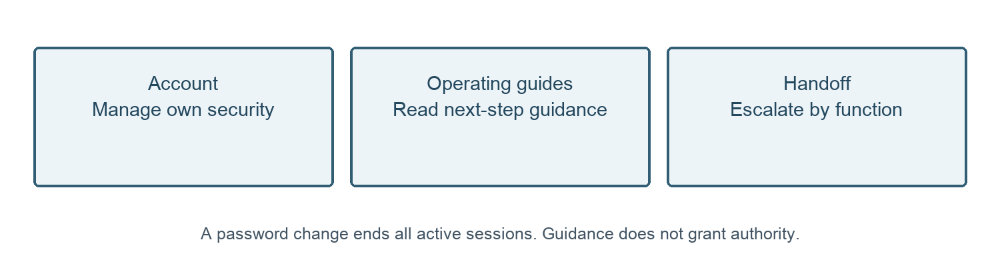 Account
Manage own security
Operating guides
Read next-step guidance
Handoff
Escalate by function
A password change ends all active sessions. Guidance does not grant authority.